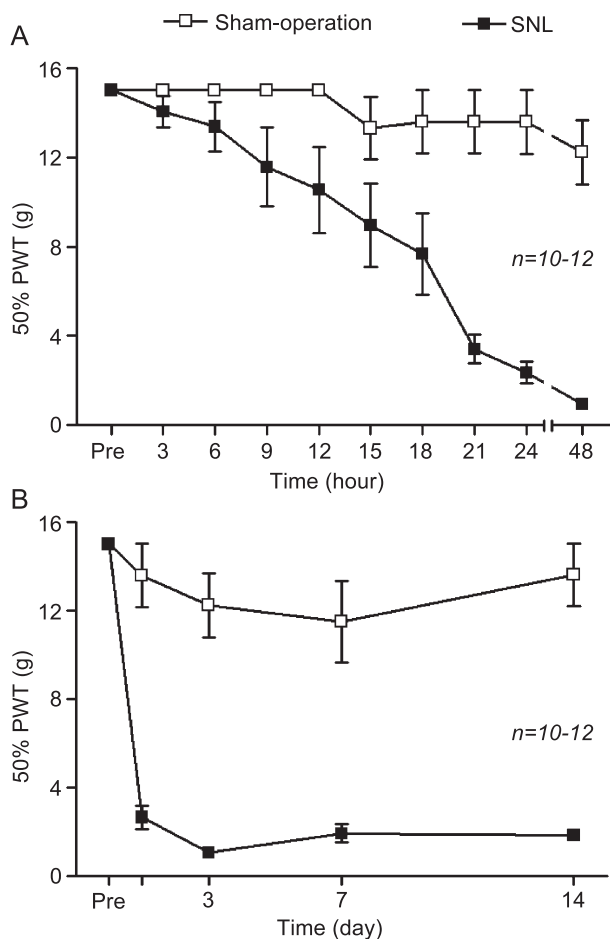 Sham-operation SNL
A
16
12
8
4
0
50% PWT (g)
n=10-12
Pre 3 6 9 12 15 18 21 24 48
Time (hour)
B
16
12
8
4
0
50% PWT (g)
n=10-12
Pre 3 7 14
Time (day)